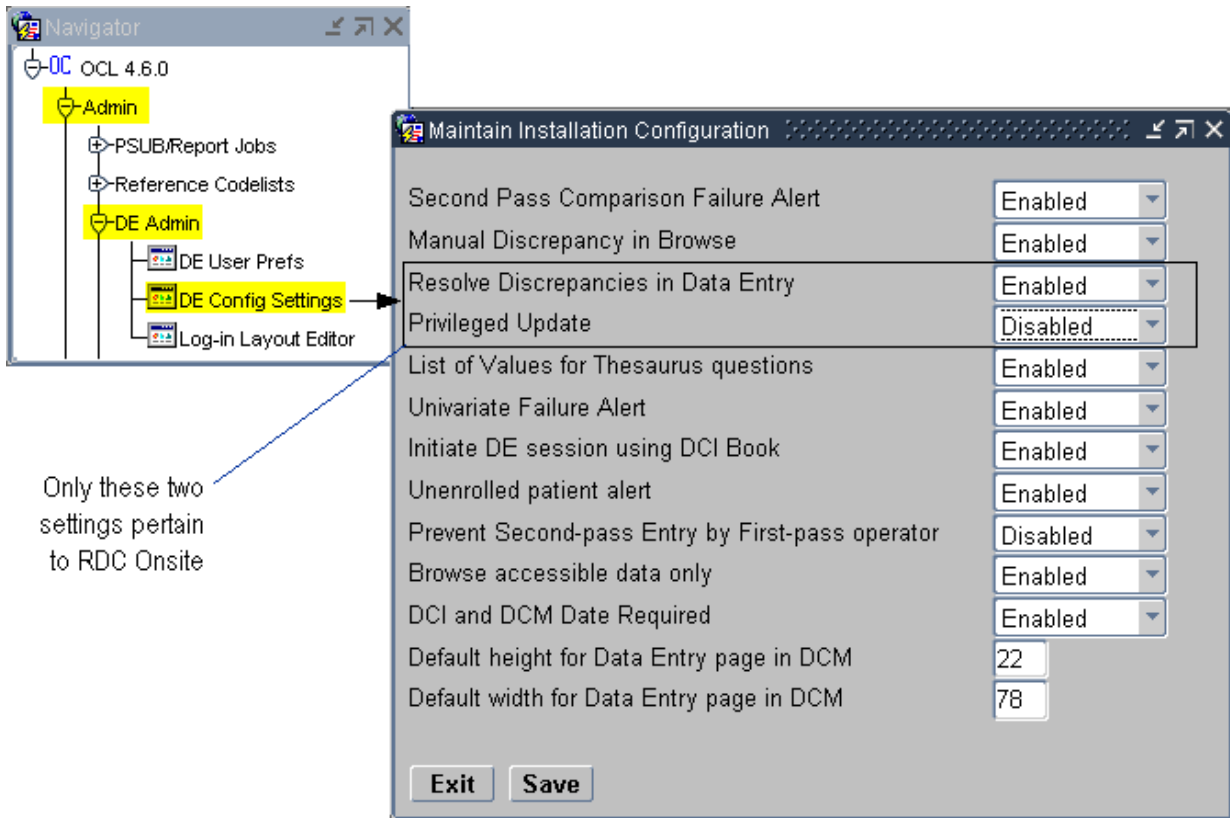 Navigator
OC OCL 4.6.0
Admin
PSUB/Report Jobs
Reference Codelists
DE Admin
DE User Prefs
DE Config Settings
Log-in Layout Editor
Only these two
settings pertain
to RDC Onsite
Maintain Installation Configuration
Second Pass Comparison Failure Alert Enabled
Manual Discrepancy in Browse Enabled
Resolve Discrepancies in Data Entry Enabled
Privileged Update Disabled
List of Values for Thesaurus questions Enabled
Univariate Failure Alert Enabled
Initiate DE session using DCI Book Enabled
Unenrolled patient alert Enabled
Prevent Second-pass Entry by First-pass operator Disabled
Browse accessible data only Enabled
DCI and DCM Date Required Enabled
Default height for Data Entry page in DCM 22
Default width for Data Entry page in DCM 78
Exit Save